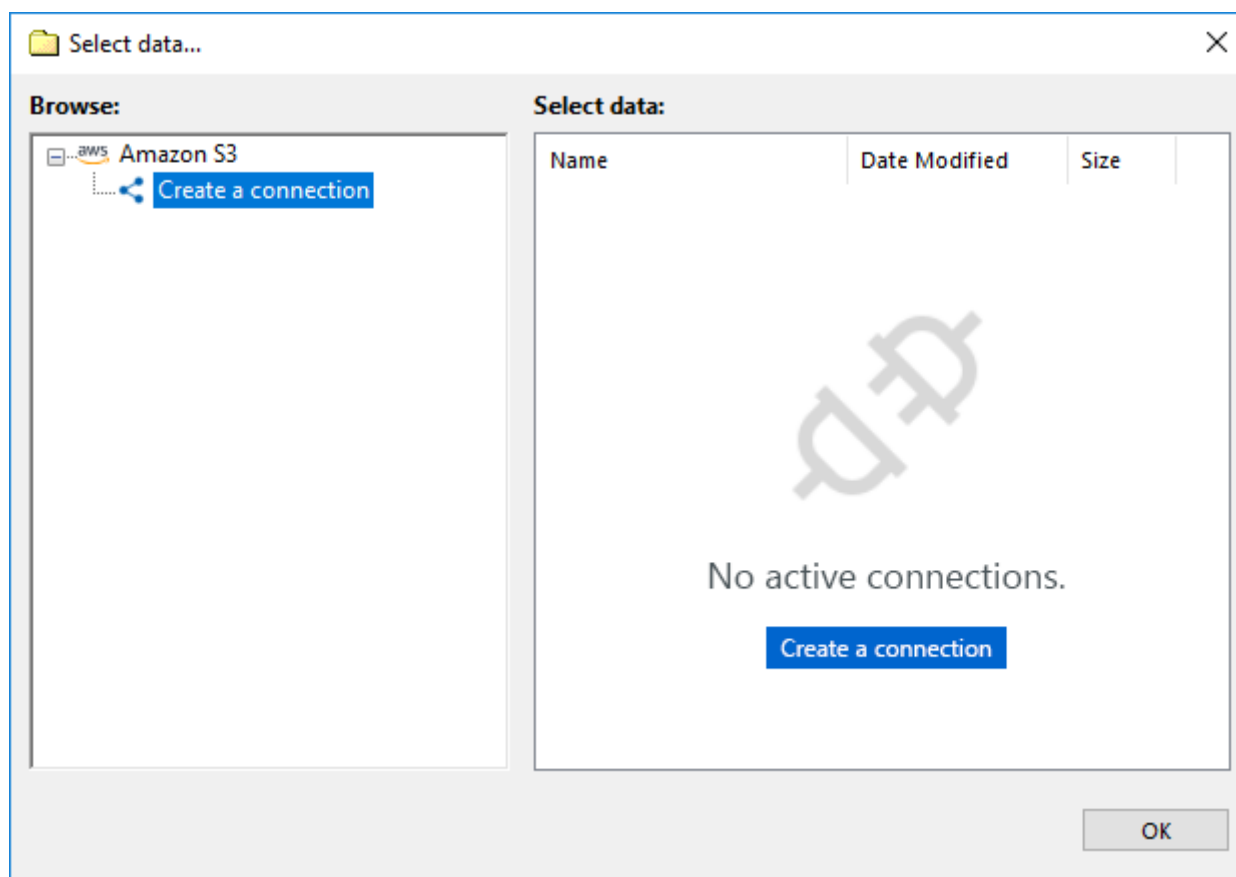 Select data...
Browse:
Select data:
aws Amazon S3
Create a connection
Name Date Modified Size
No active connections.
Create a connection
OK